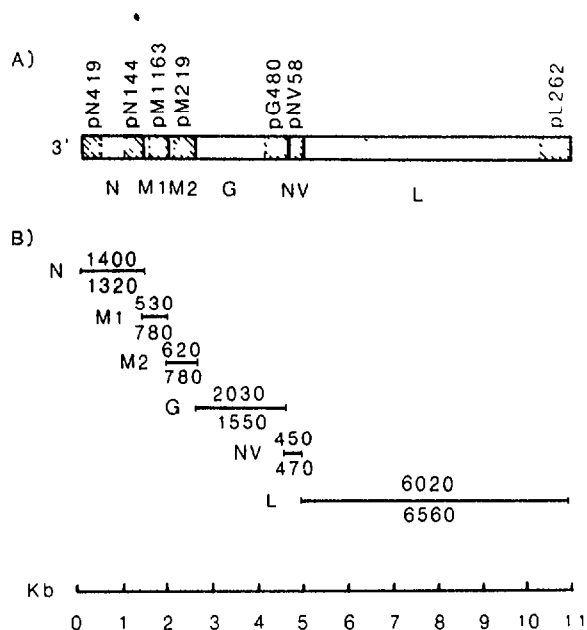 A)
pN419
pN144
pM1163
pM219
pG480
pNV58
pL262
3'
N M1 M2 G NV L
B)
N
1400
1320
M1
530
780
M2
620
780
G
2030
1550
NV
450
470
L
6020
6560
Kb
0 1 2 3 4 5 6 7 8 9 10 11